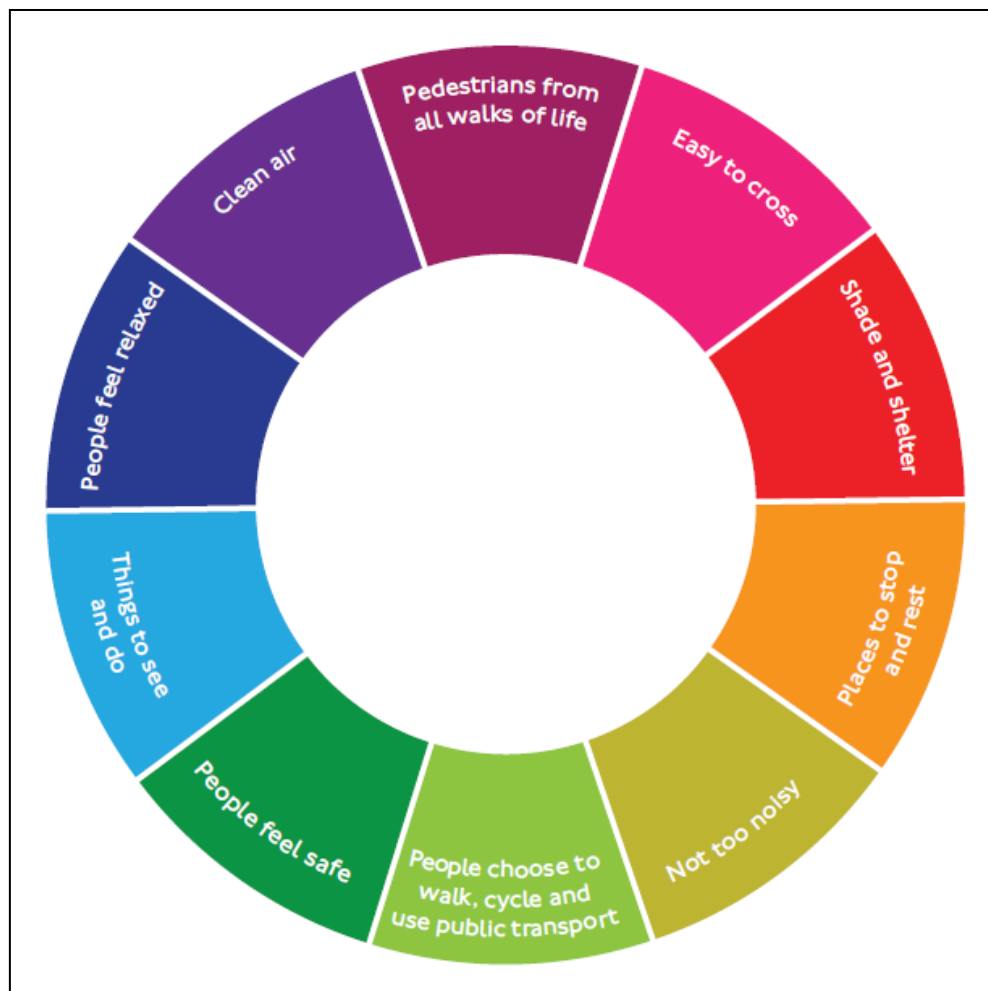 Pedestrians from
all walks of life
Easy to cross
Shade and shelter
Places to stop
and rest
Not too noisy
People choose to
walk, cycle and
use public transport
People feel safe
Things to see
and do
People feel relaxed
Clean air